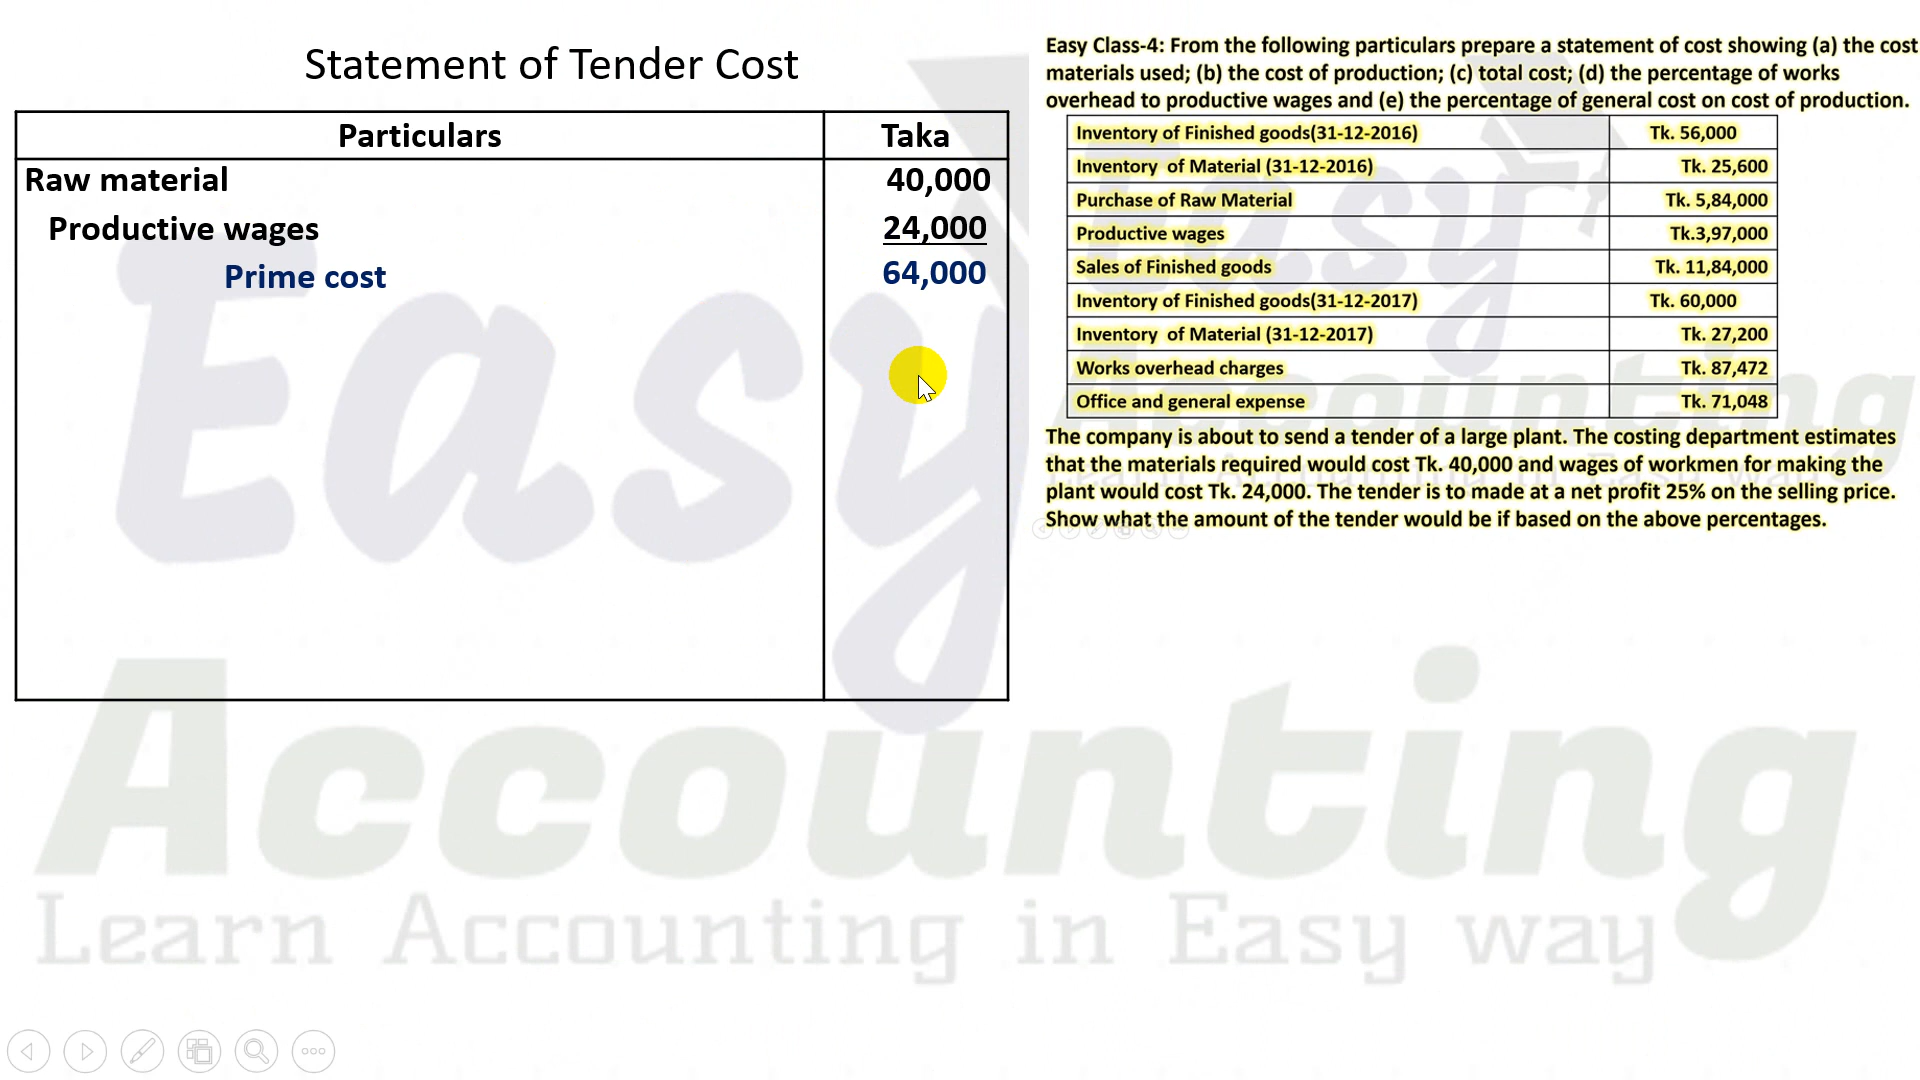 Statement of Tender Cost
Particulars Taka
Raw material 40,000
Productive wages 24,000
Prime cost 64,000
Easy Class-4: From the following particulars prepare a statement of cost showing (a) the cost
materials used; (b) the cost of production; (c) total cost; (d) the percentage of works
overhead to productive wages and (e) the percentage of general cost on cost of production.
Inventory of Finished goods(31-12-2016) Tk. 56,000
Inventory of Material (31-12-2016) Tk. 25,600
Purchase of Raw Material Tk. 5,84,000
Productive wages Tk.3,97,000
Sales of Finished goods Tk. 11,84,000
Inventory of Finished goods(31-12-2017) Tk. 60,000
Inventory of Material (31-12-2017) Tk. 27,200
Works overhead charges Tk. 87,472
Office and general expense Tk. 71,048
The company is about to send a tender of a large plant. The costing department estimates
that the materials required would cost Tk. 40,000 and wages of workmen for making the
plant would cost Tk. 24,000. The tender is to made at a net profit 25% on the selling price.
Show what the amount of the tender would be if based on the above percentages.
Easy
Accounting
Learn Accounting in Easy way